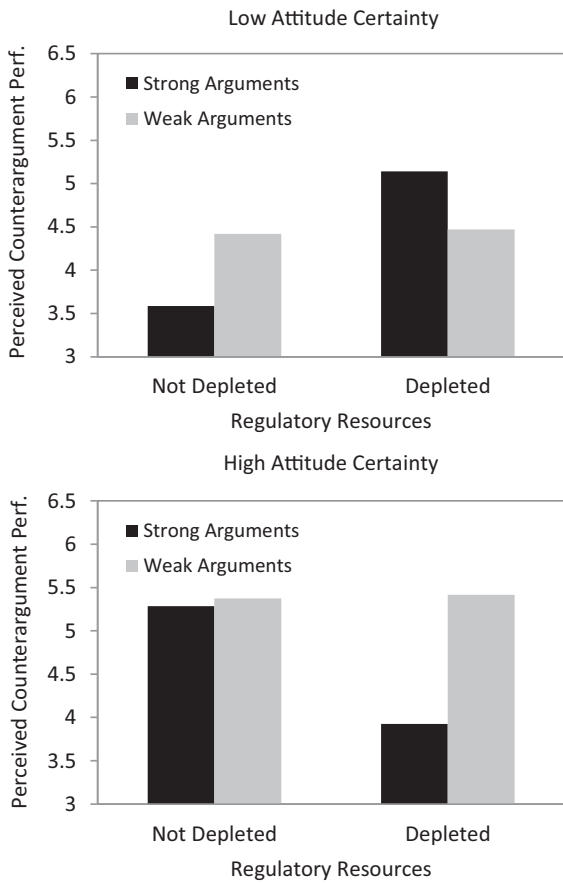 Low Attitude Certainty
Perceived Counterargument Perf.
6.5
6
5.5
5
4.5
4
3.5
3
Strong Arguments
Weak Arguments
Not Depleted
Depleted
Regulatory Resources
High Attitude Certainty
Perceived Counterargument Perf.
6.5
6
5.5
5
4.5
4
3.5
3
Strong Arguments
Weak Arguments
Not Depleted
Depleted
Regulatory Resources